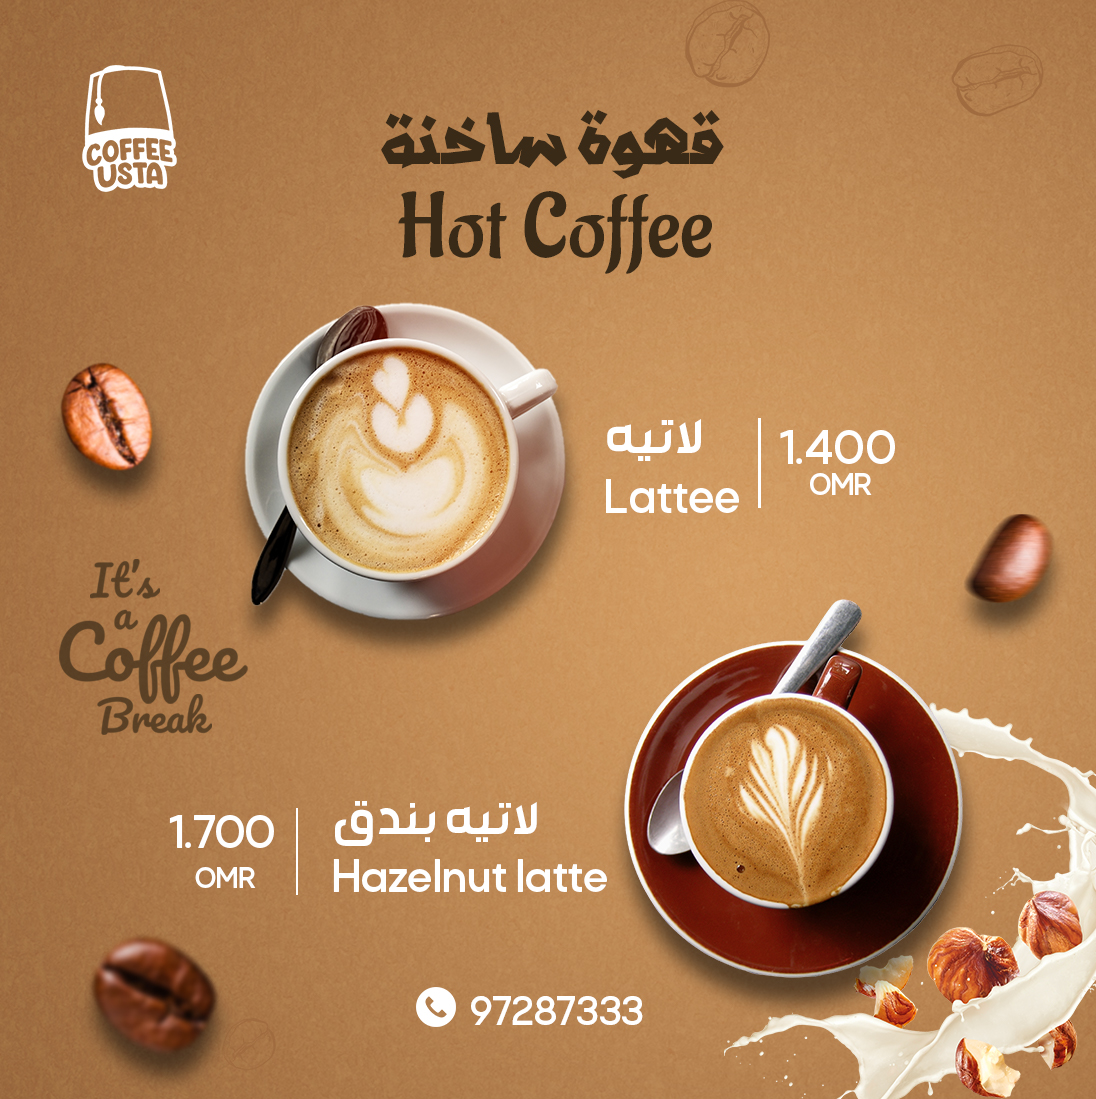 COFFEE
USTA
قهوة ساخنة
Hot Coffee
لاتيه
Lattee
1.400
OMR
It's
a
Coffee
Break
1.700
OMR
لاتيه بندق
Hazelnut latte
97287333